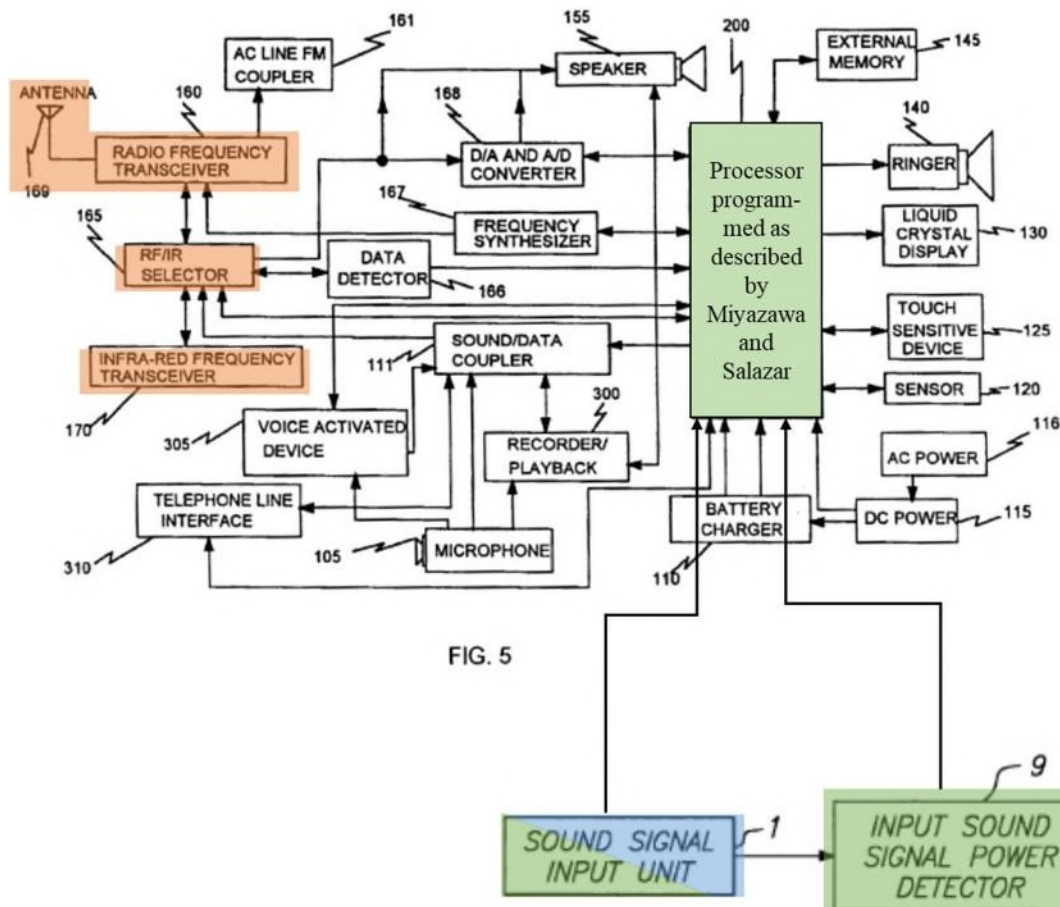 161
AC LINE FM
COUPLER
155
SPEAKER
200
EXTERNAL
MEMORY
145
ANTENNA
160
RADIO FREQUENCY
TRANSCEIVER
169
168
D/A AND A/D
CONVERTER
140
RINGER
167
FREQUENCY
SYNTHESIZER
Processor
program-
med as
described
by
Miyazawa
and
Salazar
LIQUID
CRYSTAL
DISPLAY
130
165
RF/IR
SELECTOR
DATA
DETECTOR
166
TOUCH
SENSITIVE
DEVICE
125
SOUND/DATA
COUPLER
111
INFRA-RED FREQUENCY
TRANSCEIVER
170
SENSOR
120
305
VOICE ACTIVATED
DEVICE
300
RECORDER/
PLAYBACK
116
AC POWER
TELEPHONE LINE
INTERFACE
310
105
MICROPHONE
BATTERY
CHARGER
110
DC POWER
115
FIG. 5
SOUND SIGNAL
INPUT UNIT
1
9
INPUT SOUND
SIGNAL POWER
DETECTOR